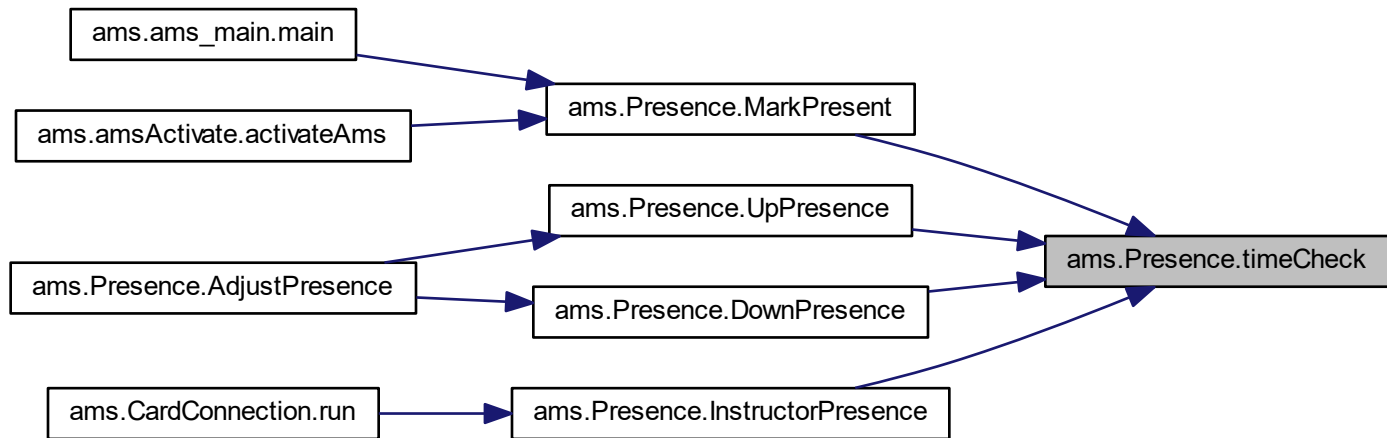 ams.ams_main.main
ams.Presence.MarkPresent
ams.amsActivate.activateAms
ams.Presence.UpPresence
ams.Presence.timeCheck
ams.Presence.AdjustPresence
ams.Presence.DownPresence
ams.CardConnection.run
ams.Presence.InstructorPresence